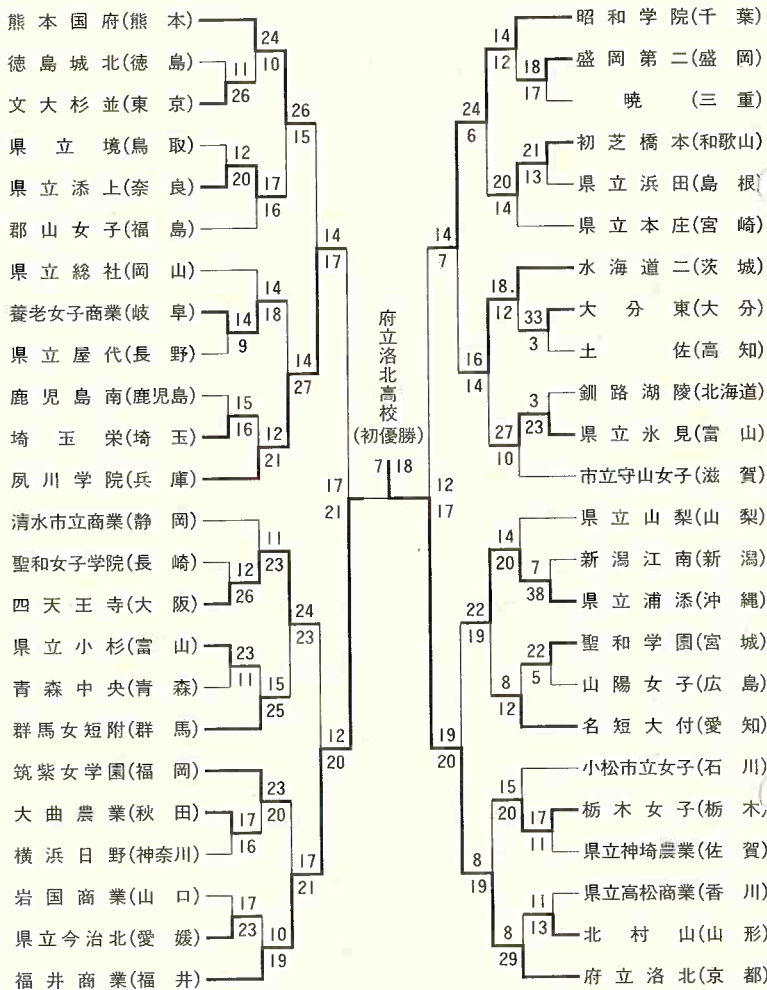 熊本国府(熊本)
徳島城北(徳島)
文大杉並(東京)
県立境(鳥取)
県立添上(奈良)
郡山女子(福島)
県立総社(岡山)
養老女子商業(岐阜)
県立屋代(長野)
鹿児島南(鹿児島)
埼玉栄(埼玉)
夙川学院(兵庫)
清水市立商業(静岡)
聖和女子学院(長崎)
四天王寺(大阪)
県立小杉(富山)
青森中央(青森)
群馬女短附(群馬)
筑紫女学園(福岡)
大曲農業(秋田)
横浜日野(神奈川)
岩国商業(山口)
県立今治北(愛媛)
福井商業(福井)
24
10
11
26
26
15
12
20
17
16
14
17
14
18
14
9
14
27
15
16
12
21
17
21
11
23
12
26
24
23
23
11
15
25
12
20
23
20
17
16
17
21
17
23
10
19
府立洛北高校
(初優勝)
7 18
14
12
18
17
24
6
21
13
20
14
14
7
18.
12
33
3
16
14
3
23
27
10
12
17
14
20
7
38
22
19
22
5
8
12
19
20
15
20
17
11
8
19
11
13
8
29
昭和学院(千葉)
盛岡第二(盛岡)
暁(三重)
初芝橋本(和歌山)
県立浜田(島根)
県立本庄(宮崎)
水海道二(茨城)
大分東(大分)
土佐(高知)
釧路湖陵(北海道)
県立氷見(富山)
市立守山女子(滋賀)
県立山梨(山梨)
新潟江南(新潟)
県立浦添(沖縄)
聖和学園(宮城)
山陽女子(広島)
名短大付(愛知)
小松市立女子(石川)
栃木女子(栃木)
県立神埼農業(佐賀)
県立高松商業(香川)
北村山(山形)
府立洛北(京都)